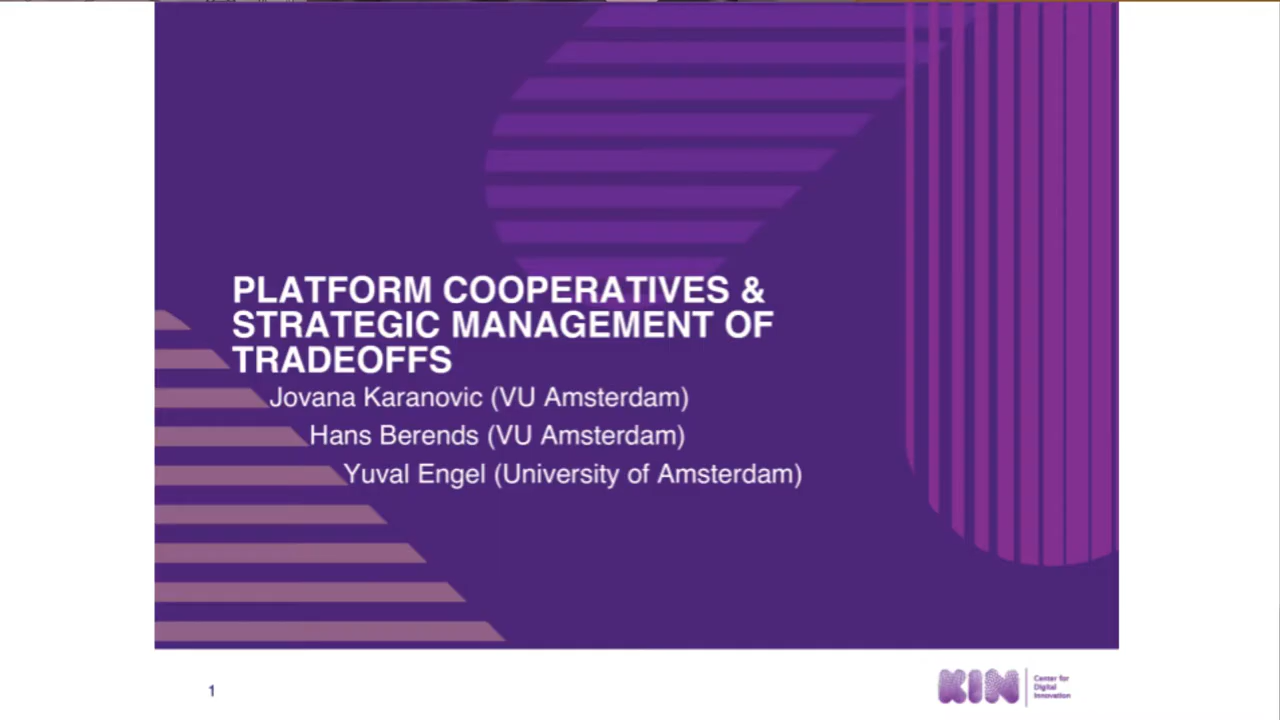 PLATFORM COOPERATIVES &
STRATEGIC MANAGEMENT OF
TRADEOFFS
Jovana Karanovic (VU Amsterdam)
Hans Berends (VU Amsterdam)
Yuval Engel (University of Amsterdam)
1
KIN
Center for
Digital
Innovation